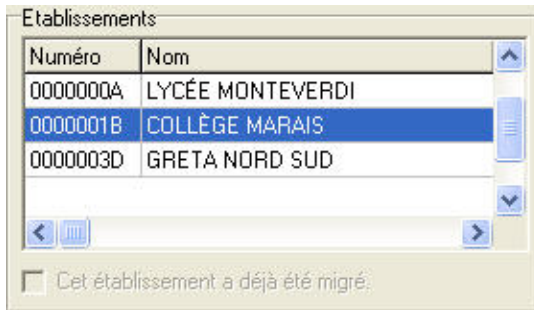 Etablissements
Numéro Nom
0000000A LYCÉE MONTEVERDI
0000001B COLLÈGE MARAIS
0000003D GRETA NORD SUD
Cet établissement a déjà été migré.